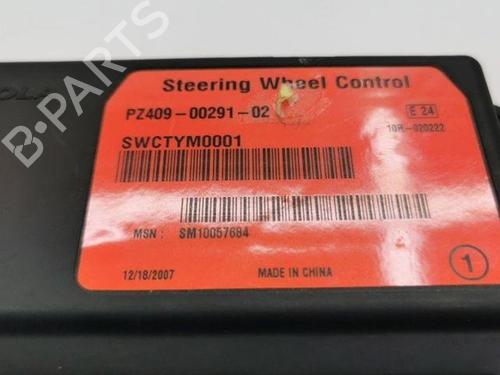 OLA
Steering Wheel Control
PZ409-00291-02
E 24
10R-020222
SWCTYM0001
MSN : SM10057684
12/18/2007
MADE IN CHINA
1
B-PARTS